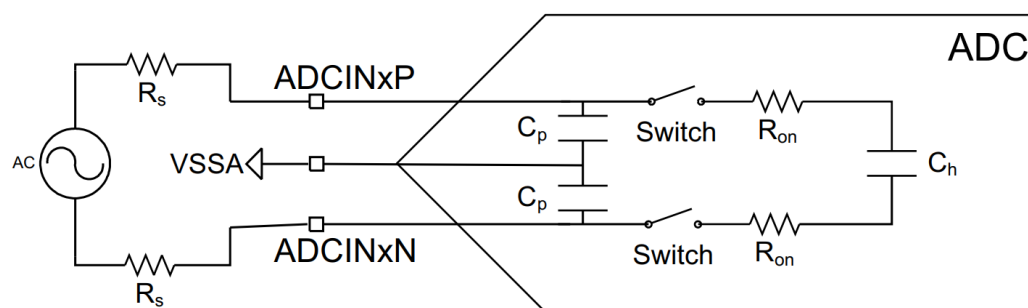 ADC
ADCINxP
Rs
Cp
Switch
Ron
AC
VSSA
Ch
Cp
Switch
Ron
ADCINxN
Rs